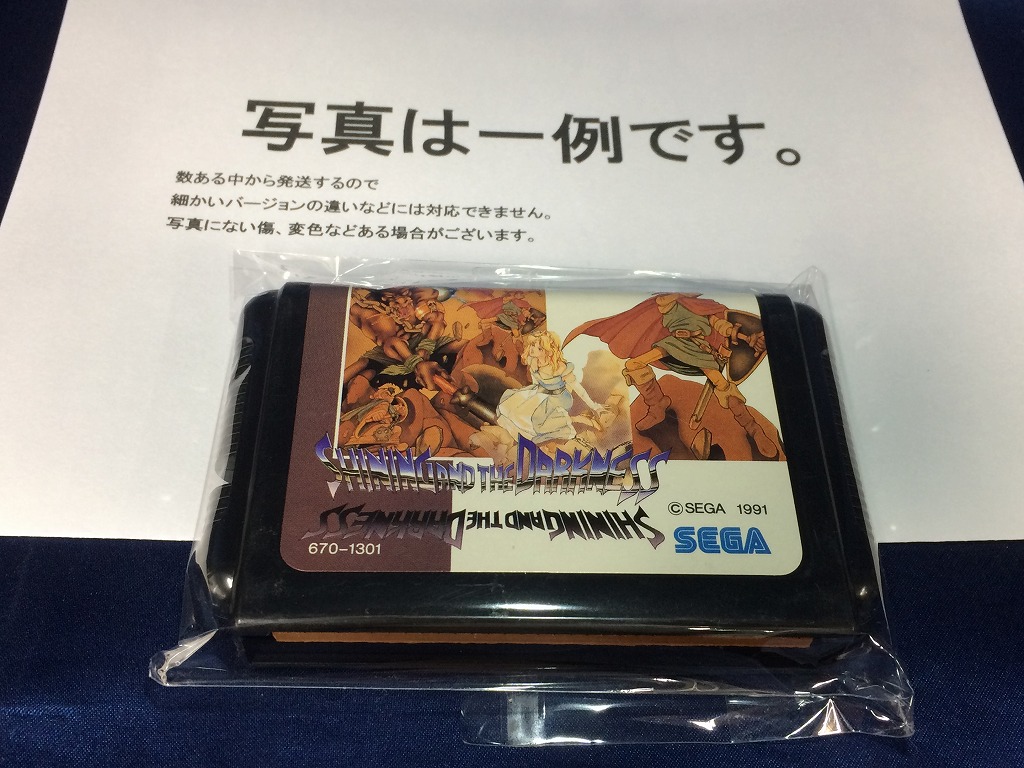 写真は一例です。
数ある中から発送するので
細かいバージョンの違いなどには対応できません。
写真にない傷、変色などある場合がございます。
SHINING AND THE DARKNESS
SHINING AND THE DARKNESS
©SEGA 1991
670-1301
SEGA